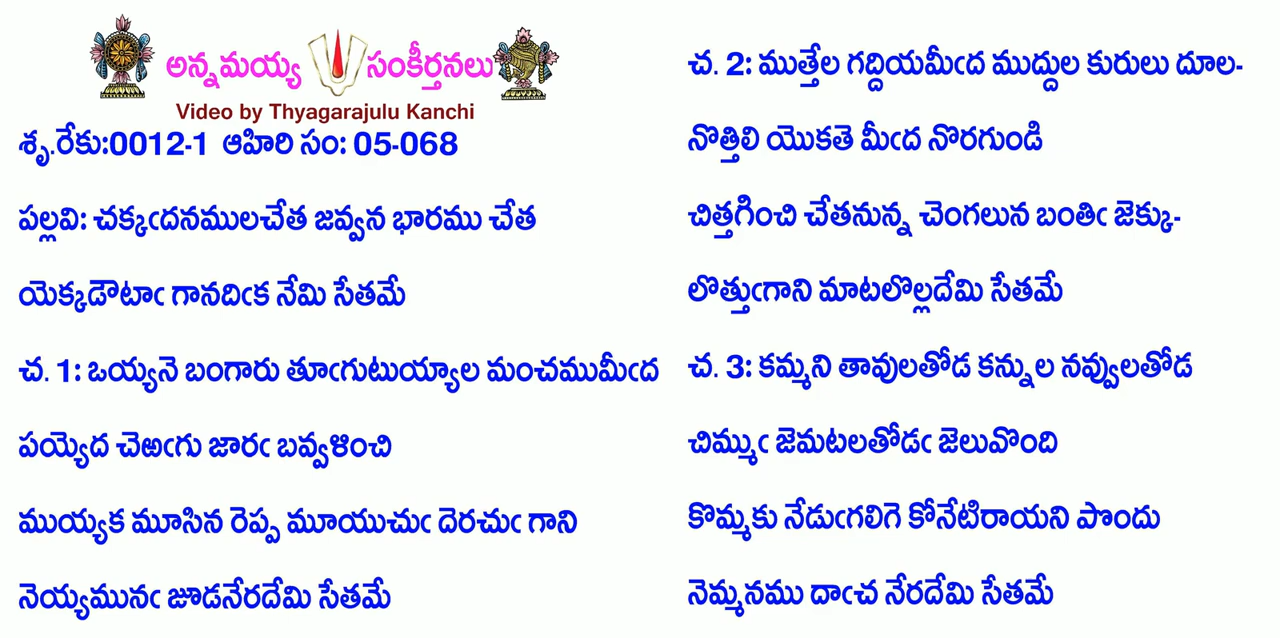 అన్నమయ్య సంకీర్తనలు
Video by Thyagarajulu Kanchi
శృ.రేకు:0012-1 ఆహిరి సం: 05-068
పల్లవి: చక్కఁదనములచేత జవ్వన భారము చేత
యెక్కడౌటాఁ గానదిఁక నేమి సేతమే
చ. 1: ఒయ్యనె బంగారు తూఁగుటుయ్యాల మంచముమీఁద
పయ్యెద చెఱఁగు జారఁ బవ్వళించి
ముయ్యక మూసిన రెప్ప మూయుచుఁ దెరచుఁ గాని
నెయ్యమునఁ జూడనేరదేమి సేతమే
చ. 2: ముత్తేల గద్దియమీఁద ముద్దుల కురులు దూల-
నొత్తిలి యొకతె మీఁద నొరగుండి
చిత్తగించి చేతనున్న చెంగలున బంతిఁ జెక్కు-
లొత్తుఁగాని మాటలొల్లదేమి సేతమే
చ. 3: కమ్మని తావులతోడ కన్నుల నవ్వులతోడ
చిమ్ముఁ జెమటలతోడఁ జెలువొంది
కొమ్మకు నేడుఁగలిగె కోనేటిరాయని పొందు
నెమ్మనము దాఁచ నేరదేమి సేతమే